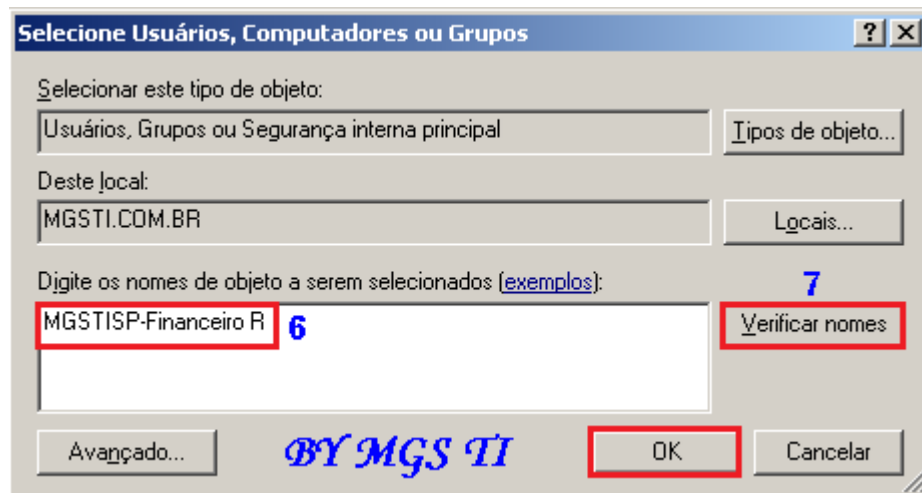 Selecione Usuários, Computadores ou Grupos
Selecionar este tipo de objeto:
Usuários, Grupos ou Segurança interna principal
Tipos de objeto...
Deste local:
MGSTI.COM.BR
Locais...
Digite os nomes de objeto a serem selecionados (exemplos):
7
MGSTISP-Financeiro R
6
Verificar nomes
Avançado...
BY MGS TI
OK
Cancelar